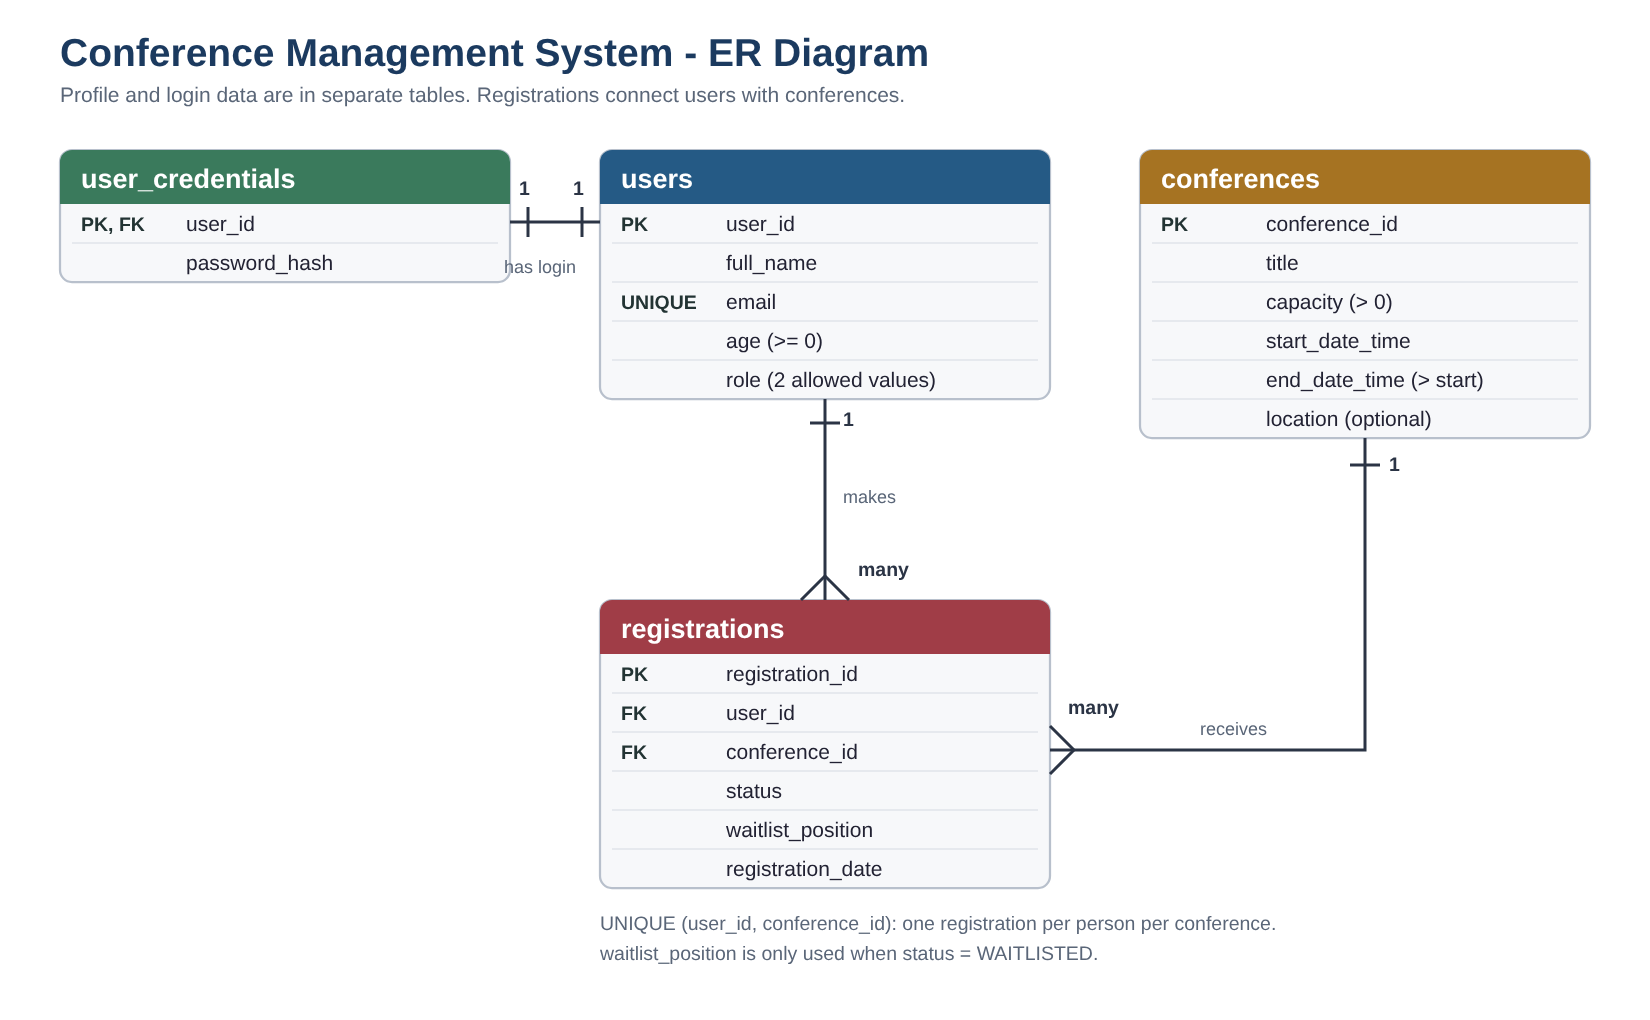 Conference Management System - ER Diagram
Profile and login data are in separate tables. Registrations connect users with conferences.
user_credentials
PK, FK user_id
password_hash
1 1
has login
users
PK user_id
full_name
UNIQUE email
age (>= 0)
role (2 allowed values)
conferences
PK conference_id
title
capacity (> 0)
start_date_time
end_date_time (> start)
location (optional)
1
makes
many
1
registrations
PK registration_id
FK user_id
FK conference_id
status
waitlist_position
registration_date
many
receives
UNIQUE (user_id, conference_id): one registration per person per conference.
waitlist_position is only used when status = WAITLISTED.